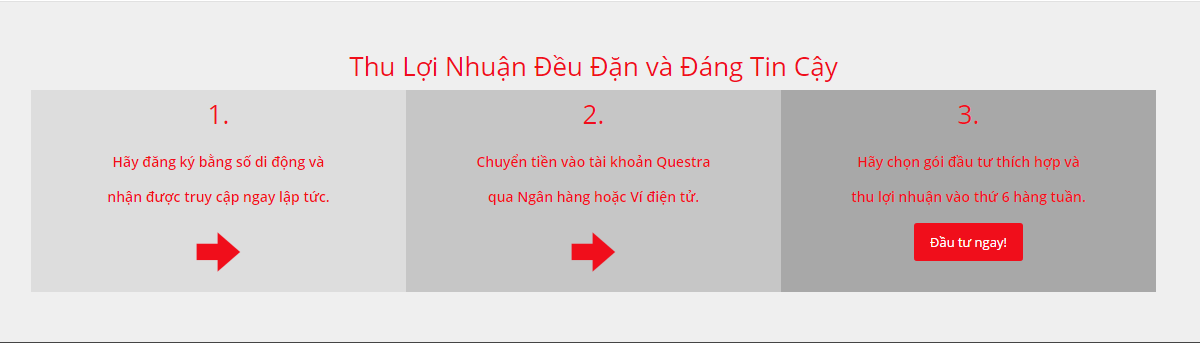 Thu Lợi Nhuận Đều Đặn và Đáng Tin Cậy
1.
Hãy đăng ký bằng số di động và
nhận được truy cập ngay lập tức.
2.
Chuyển tiền vào tài khoản Questra
qua Ngân hàng hoặc Ví điện tử.
3.
Hãy chọn gói đầu tư thích hợp và
thu lợi nhuận vào thứ 6 hàng tuần.
Đầu tư ngay!